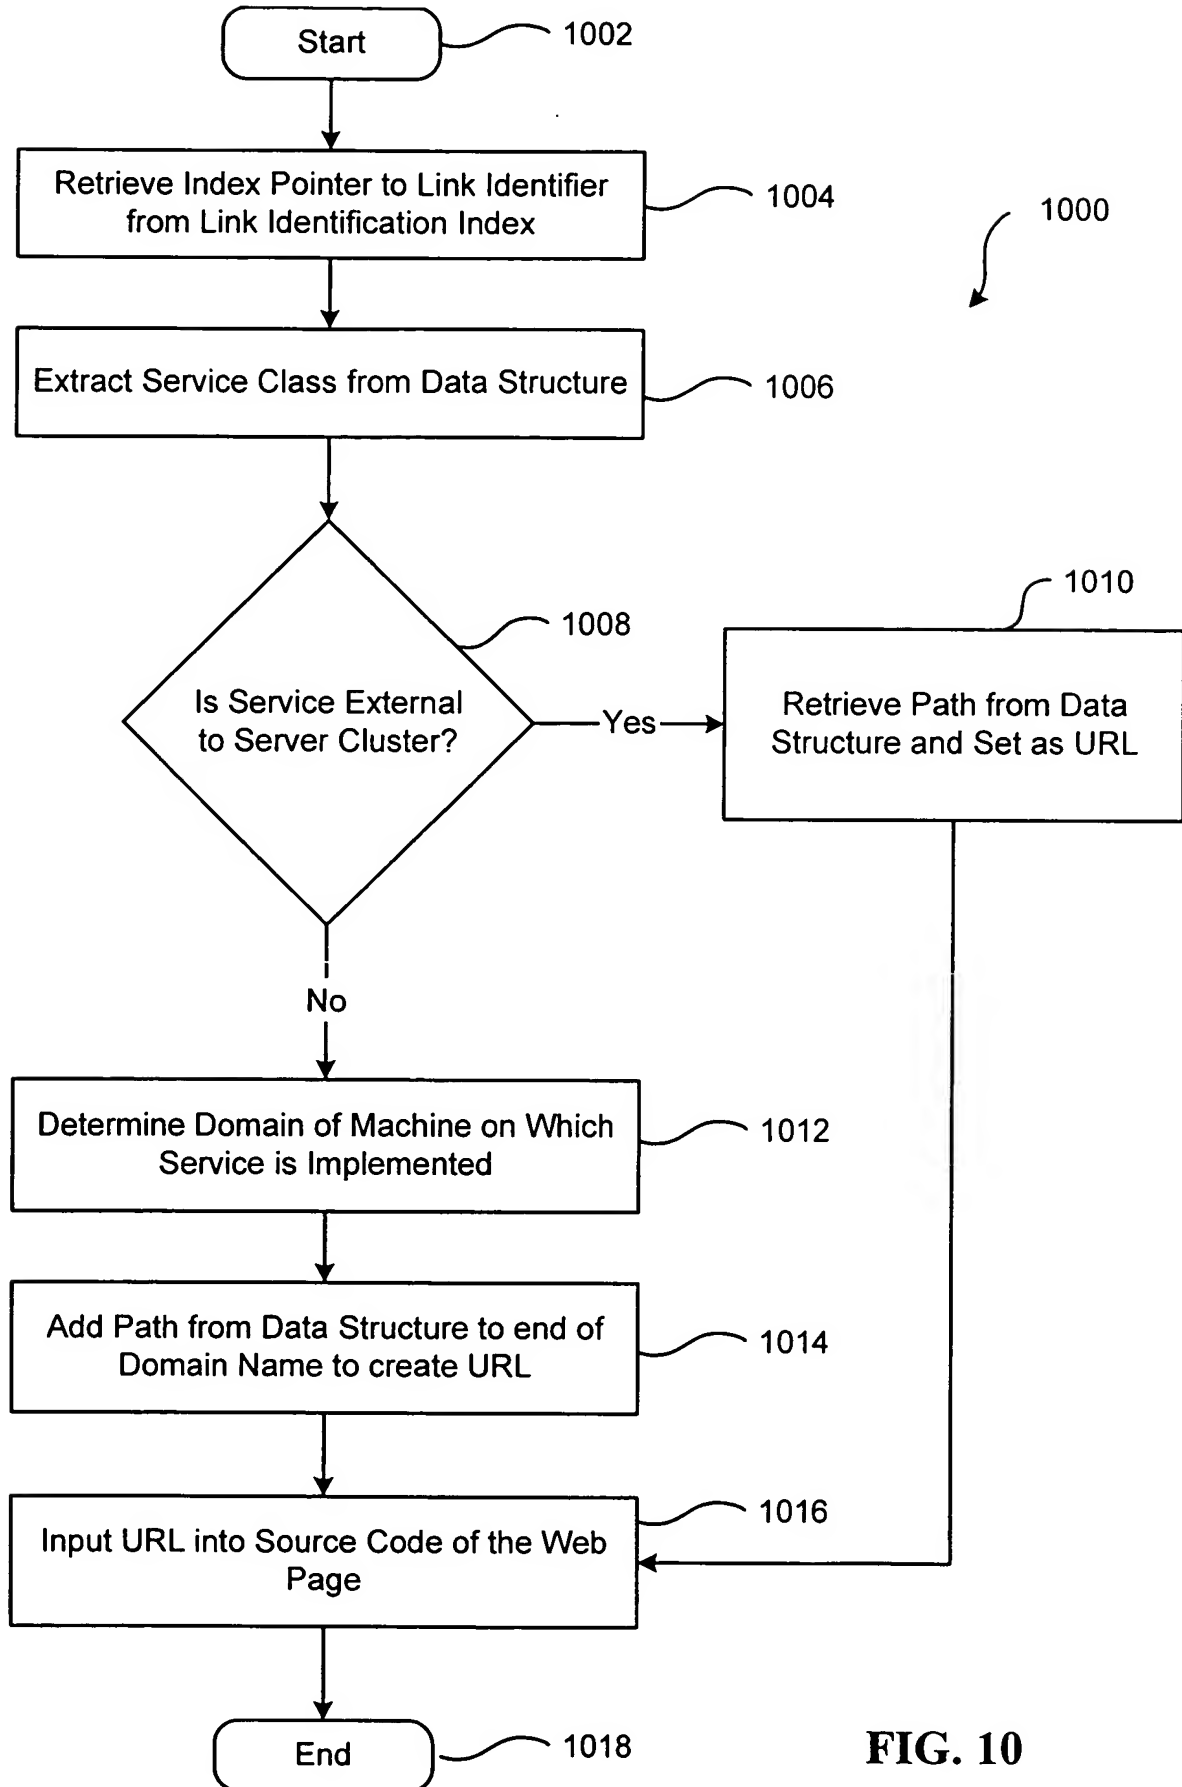 Start
1002
Retrieve Index Pointer to Link Identifier
from Link Identification Index
1004
1000
Extract Service Class from Data Structure
1006
1008
Is Service External
to Server Cluster?
Yes
1010
Retrieve Path from Data
Structure and Set as URL
No
Determine Domain of Machine on Which
Service is Implemented
1012
Add Path from Data Structure to end of
Domain Name to create URL
1014
Input URL into Source Code of the Web
Page
1016
End
1018
FIG. 10